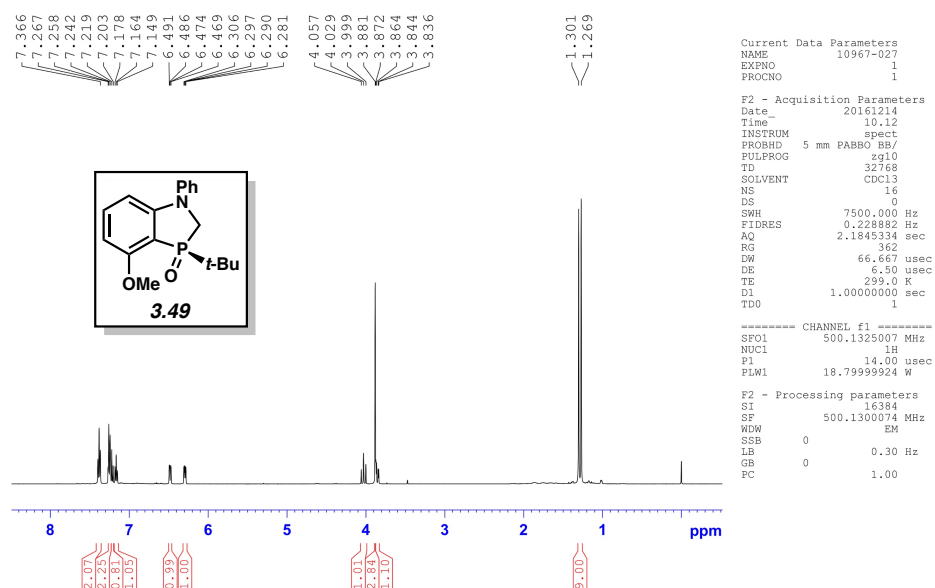 7.366
7.267
7.258
7.242
7.219
7.203
7.178
7.164
7.149
6.491
6.486
6.474
6.469
6.306
6.297
6.290
6.281
4.057
4.029
3.999
3.881
3.872
3.864
3.844
3.836
1.301
1.269
Ph
N
P
t-Bu
O
OMe
3.49
8 7 6 5 4 3 2 1 ppm
2.07
2.25
0.81
1.05
0.99
1.00
1.01
2.84
1.10
9.00
Current Data Parameters
NAME 10967-027
EXPNO 1
PROCNO 1
F2 - Acquisition Parameters
Date_ 20161214
Time 10.12
INSTRUM spect
PROBHD 5 mm PABBO BB/
PULPROG zg10
TD 32768
SOLVENT CDCl3
NS 16
DS 0
SWH 7500.000 Hz
FIDRES 0.228882 Hz
AQ 2.1845334 sec
RG 362
DW 66.667 usec
DE 6.50 usec
TE 299.0 K
D1 1.00000000 sec
TD0 1
======== CHANNEL f1 ========
SFO1 500.1325007 MHz
NUC1 1H
P1 14.00 usec
PLW1 18.79999924 W
F2 - Processing parameters
SI 16384
SF 500.1300074 MHz
WDW EM
SSB 0
LB 0.30 Hz
GB 0
PC 1.00